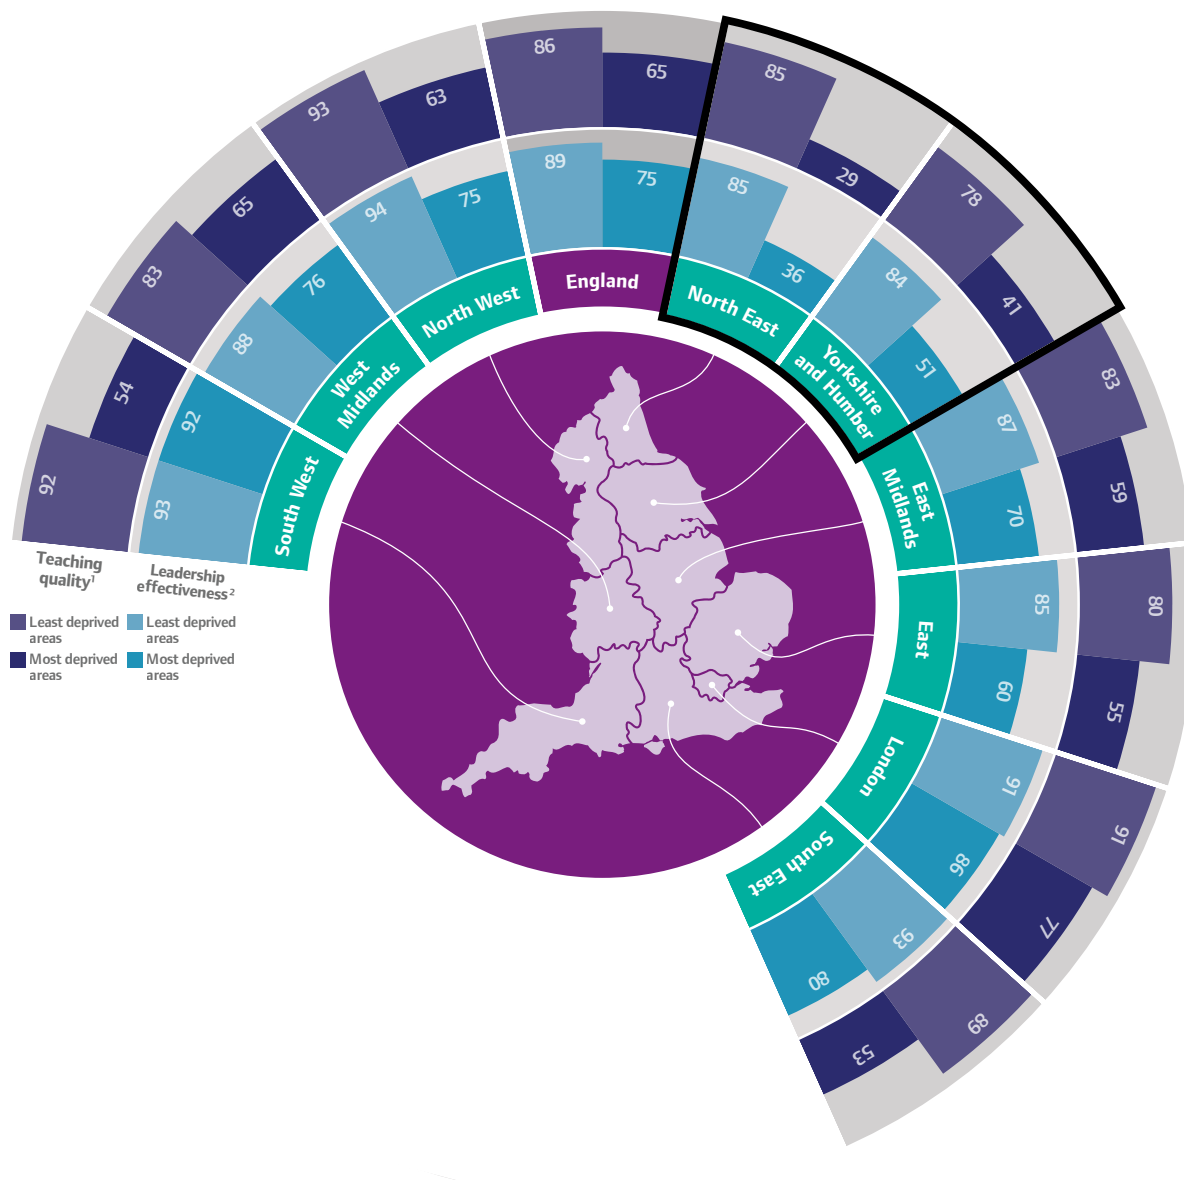 86
65
89
75
England
85
29
85
36
North East
78
41
84
51
Yorkshire
and Humber
83
59
87
70
East
Midlands
80
55
85
60
East
91
77
91
86
London
89
53
93
80
South East
93
63
94
75
North West
83
65
88
76
West
Midlands
92
54
93
92
South West
Teaching
quality¹
Leadership
effectiveness²
Least deprived
areas
Least deprived
areas
Most deprived
areas
Most deprived
areas